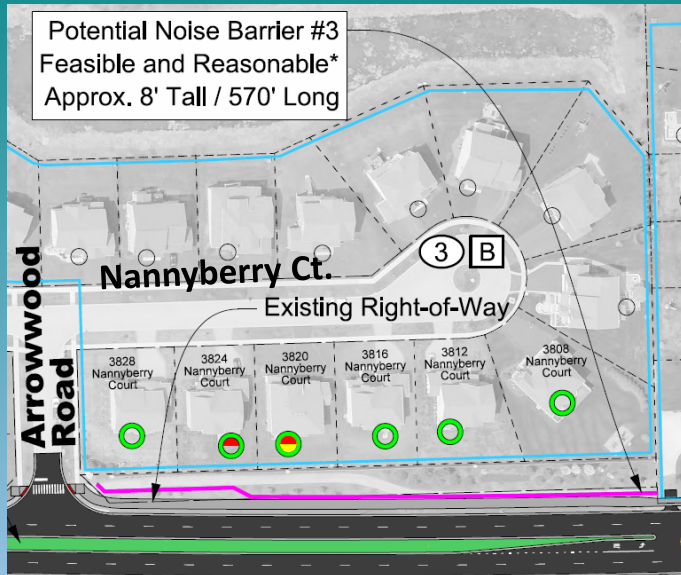 Potential Noise Barrier #3
Feasible and Reasonable*
Approx. 8' Tall / 570' Long
3 B
Nannyberry Ct.
Existing Right-of-Way
Arrowwood
Road
3828
Nannyberry
Court
3824
Nannyberry
Court
3820
Nannyberry
Court
3816
Nannyberry
Court
3812
Nannyberry
Court
3808
Nannyberry
Court